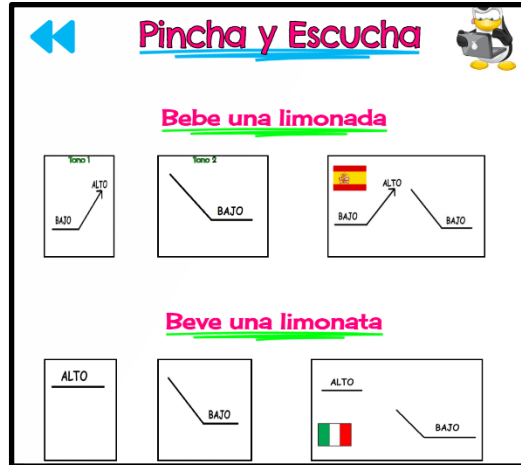 Pincha y Escucha
Bebe una limonada
Tono 1
Tono 2
ALTO
BAJO
BAJO
ALTO
BAJO
BAJO
Beve una limonata
ALTO
BAJO
ALTO
BAJO